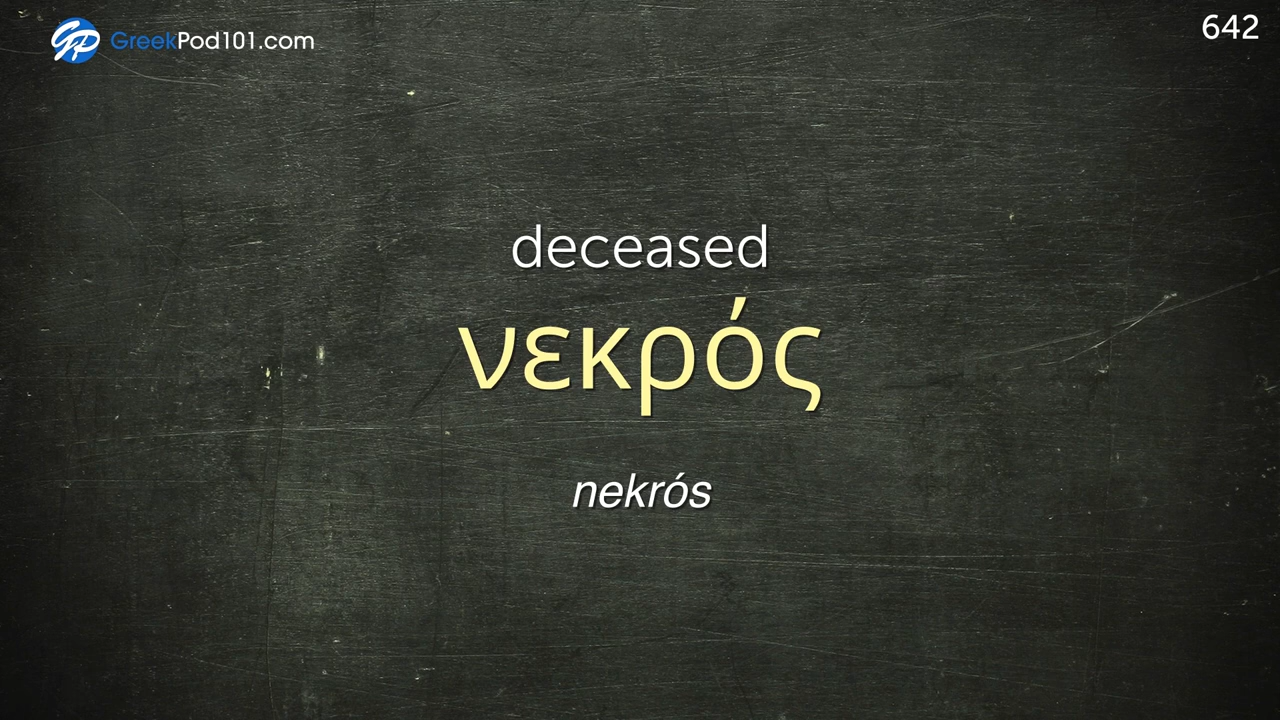 GreekPod101.com
642
deceased
νεκρός
nekrós